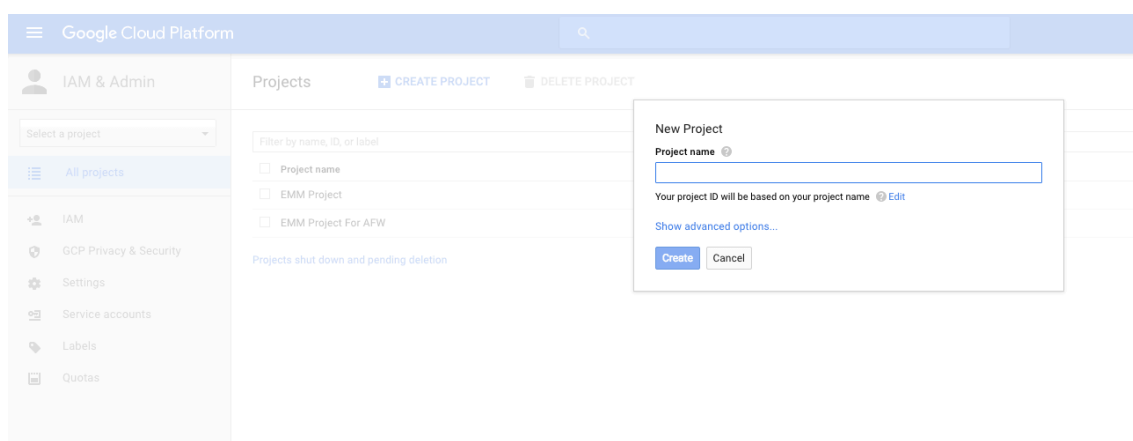 Google Cloud Platform
IAM & Admin
Projects
CREATE PROJECT
DELETE PROJECT
Select a project
All projects
IAM
GCP Privacy & Security
Settings
Service accounts
Labels
Quotas
Filter by name, ID, or label
Project name
EMM Project
EMM Project For AFW
Projects shut down and pending deletion
New Project
Project name
Your project ID will be based on your project name Edit
Show advanced options...
Create Cancel